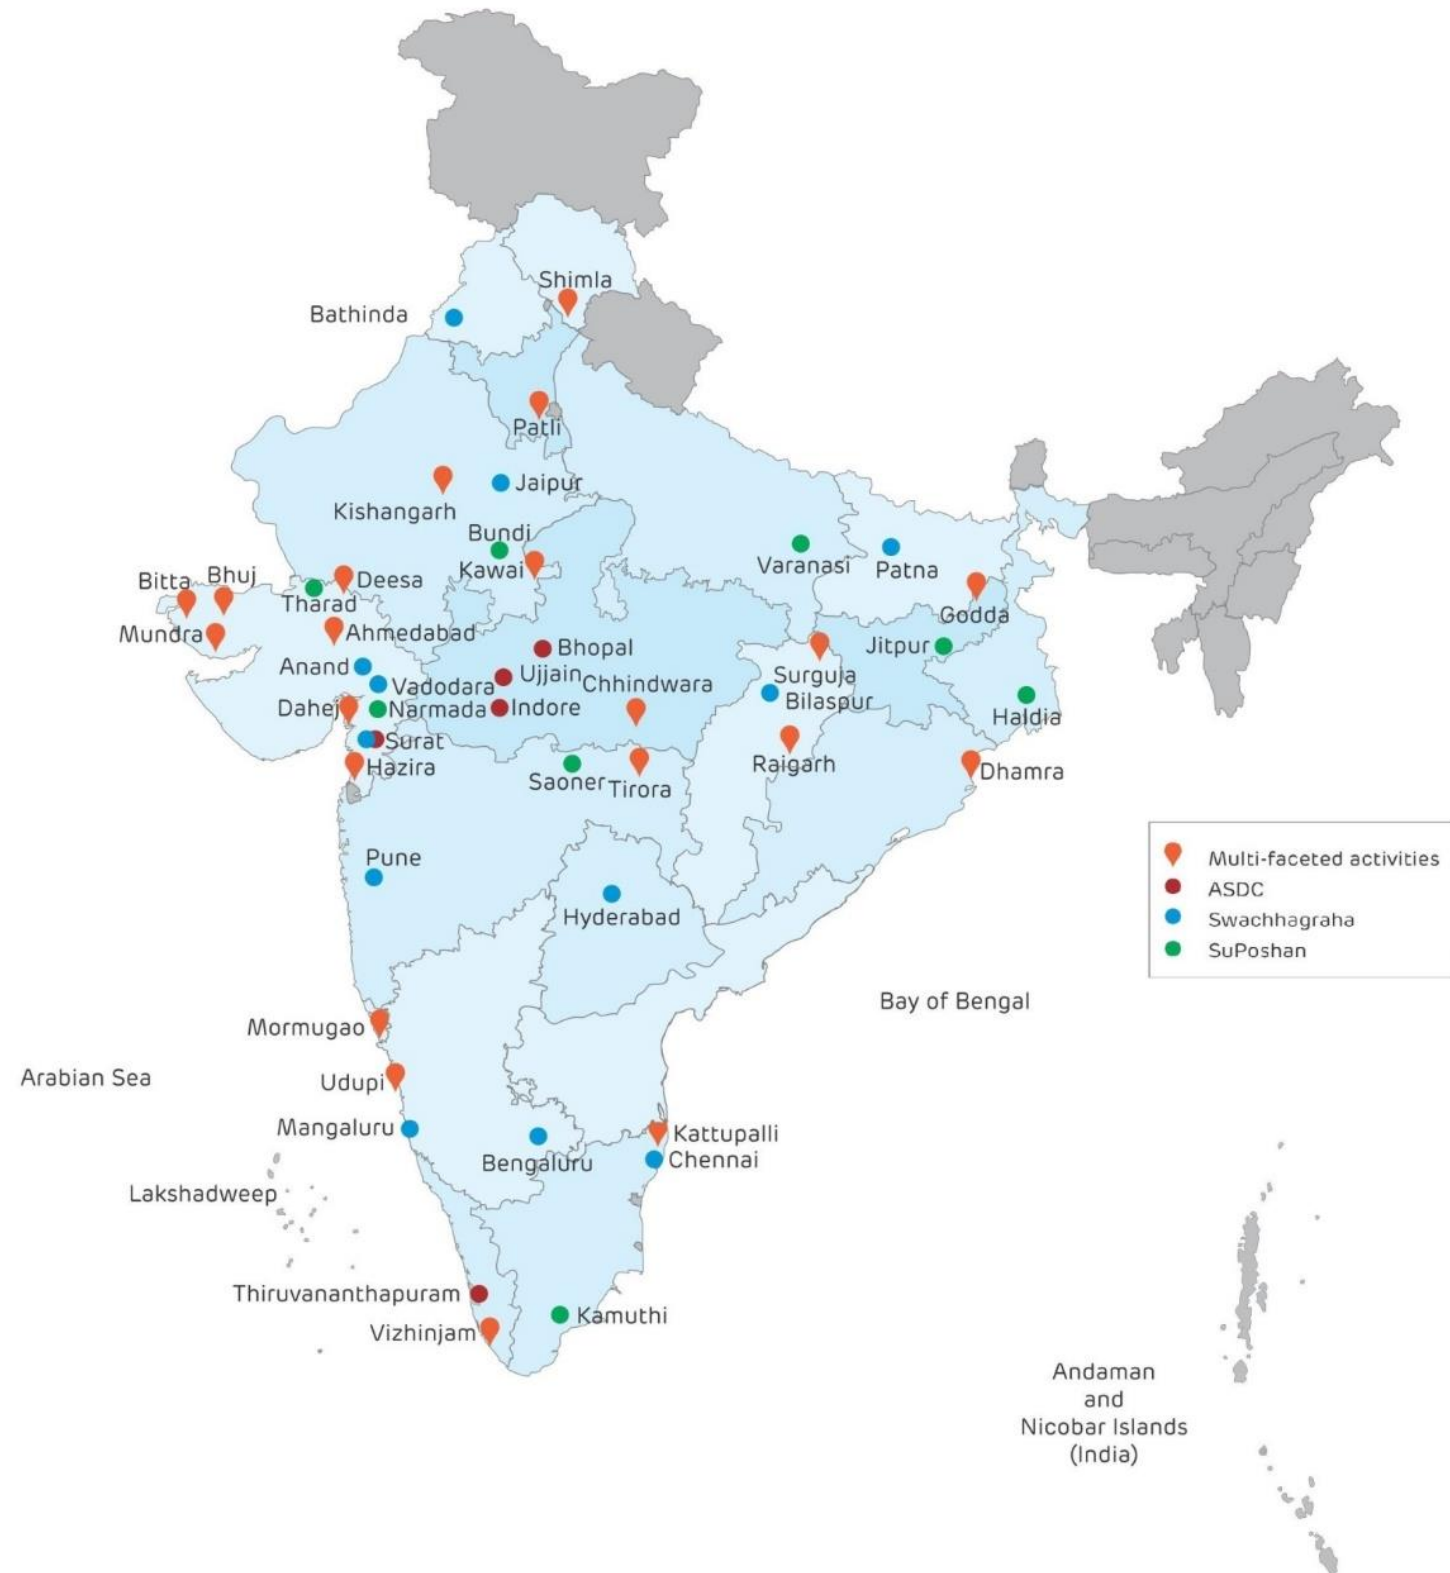 Shimla
Bathinda
Patli
Jaipur
Kishangarh
Bundi
Kawai
Varanasi
Patna
Bitta
Bhuj
Deesa
Tharad
Godda
Mundra
Ahmedabad
Jitpur
Anand
Bhopal
Ujjain
Chhindwara
Surguja
Vadodara
Bilaspur
Dahej
Narmada
Indore
Haldia
Surat
Hazira
Saoner
Tirora
Raigarh
Dhamra
Multi-faceted activities
ASDC
Swachhagraha
SuPoshan
Pune
Hyderabad
Bay of Bengal
Mormugao
Arabian Sea
Udupi
Mangaluru
Kattupalli
Bengaluru
Chennai
Lakshadweep
Thiruvananthapuram
Kamuthi
Vizhinjam
Andaman
and
Nicobar Islands
(India)